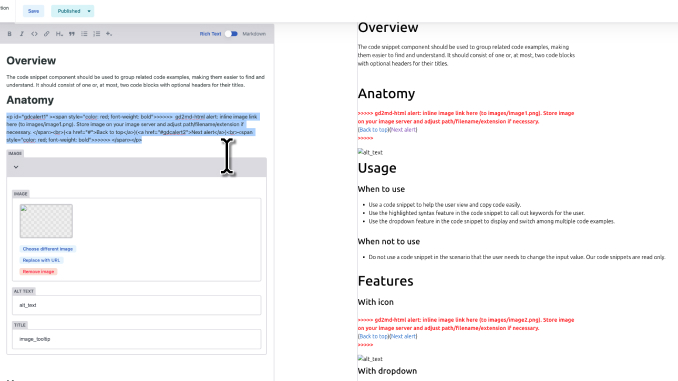 ction
Save
Published
B
I
H
Rich Text
Markdown
Overview
The code snippet component should be used to group related code examples, making them easier to find and
understand. It should consist of one or, at most, two code blocks with optional headers for their titles.
Anatomy
<p id="gdcalert1" ><span style="color: red; font-weight: bold">>>>>>  gd2md-html alert: inline image link
here (to images/image1.png). Store image on your image server and adjust path/filename/extension if
necessary. </span><br>(<a href="#">Back to top</a>)(<a href="#gdcalert2">Next alert</a>)<br><span
style="color: red; font-weight: bold">>>>>> </span></p>
IMAGE
IMAGE
Choose different image
Replace with URL
Remove image
ALT TEXT
alt_text
TITLE
image_tooltip
Overview
The code snippet component should be used to group related code examples, making
them easier to find and understand. It should consist of one or, at most, two code blocks
with optional headers for their titles.
Anatomy
>>>>> gd2md-html alert: inline image link here (to images/image1.png). Store image
on your image server and adjust path/filename/extension if necessary.
(Back to top)(Next alert)
>>>>>
alt_text
Usage
When to use
• Use a code snippet to help the user view and copy code easily.
• Use the highlighted syntax feature in the code snippet to call out keywords for the user.
• Use the dropdown feature in the code snippet to display and switch among multiple code examples.
When not to use
• Do not use a code snippet in the scenario that the user needs to change the input value. Our code snippets are read only.
Features
With icon
>>>>> gd2md-html alert: inline image link here (to images/image2.png). Store image
on your image server and adjust path/filename/extension if necessary.
(Back to top)(Next alert)
>>>>>
alt_text
With dropdown